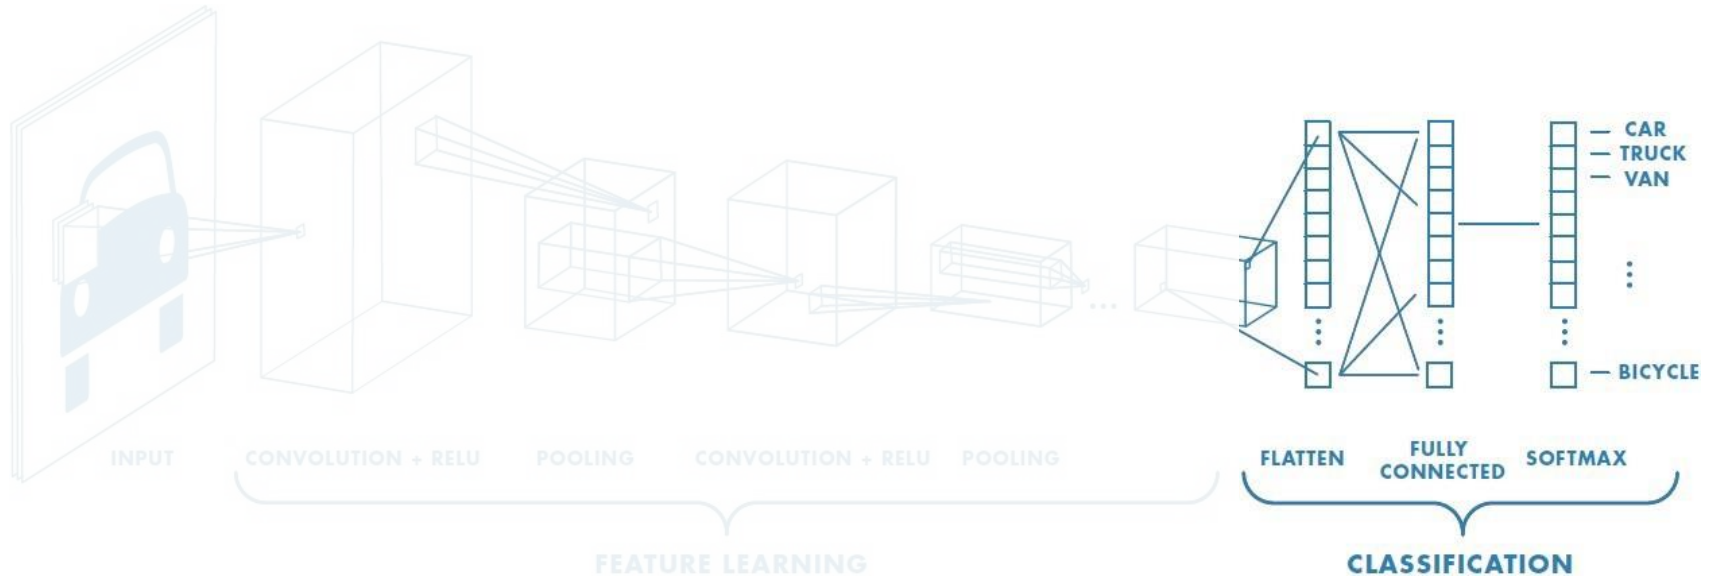 CAR
TRUCK
VAN
BICYCLE
INPUT
CONVOLUTION + RELU
POOLING
CONVOLUTION + RELU
POOLING
FLATTEN
FULLY
CONNECTED
SOFTMAX
FEATURE LEARNING
CLASSIFICATION